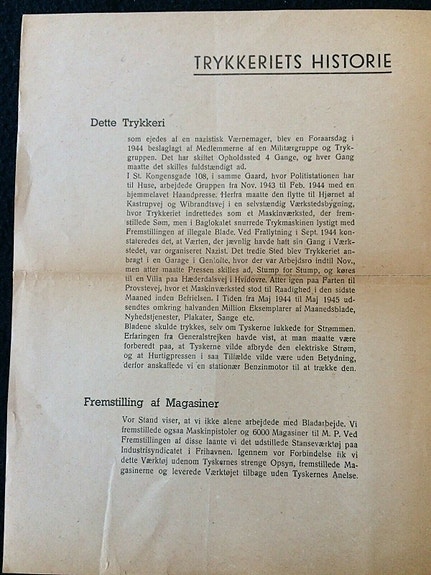 TRYKKERIETS HISTORIE
Dette Trykkeri
som ejedes af en nazistisk Værnemager, blev en Foraarsdag i
1944 beslaglagt af Medlemmerne af en Militærgruppe og Tryk-
gruppen. Det har skiftet Opholdssted 4 Gange, og hver Gang
maatte det skilles fuldstændigt ad.
I St. Kongensgade 108, i samme Gaard, hvor Politistationen har
til Huse, arbejdede Gruppen fra Nov. 1943 til Feb. 1944 med en
hjemmelavet Haandpresse. Herfra maatte den flytte til Hjørnet af
Kastrupvej og Wibrandtsvej i en selvstændig Værkstedsbygning,
hvor Trykkeriet indrettedes som et Maskinværksted, der frem-
stillede Søm, men i Baglokalet snurrede Trykmaskinen lystigt med
Fremstillingen af illegale Blade. Ved Fraflytning i Sept. 1944 kon-
stateredes det, at Værten, der jævnlig havde haft sin Gang i Værk-
stedet, var organiseret Nazist. Det tredie Sted blev Trykkeriet an-
bragt i en Garage i Gentofte, hvor der var Arbejdsro indtil Nov.,
men atter maatte Pressen skilles ad, Stump for Stump, og køres
til en Villa paa Hæderdalsvej i Hvidovre. Atter igen paa Farten til
Provstevej, hvor et Maskinværksted stod til Raadighed i den sidste
Maaned inden Befrielsen. I Tiden fra Maj 1944 til Maj 1945 ud-
sendtes omkring halvanden Million Eksemplarer af Maanedsblade,
Nyhedstjenester, Plakater, Sange etc.
Bladene skulde trykkes, selv om Tyskerne lukkede for Strømmen.
Erfaringen fra Generalstrejken havde vist, at man maatte være
forberedt paa, at Tyskerne vilde afbryde den elektriske Strøm,
og at Hurtigpressen i saa Tilfælde vilde være uden Betydning,
derfor anskaffede vi en stationær Benzinmotor til at trække den.
Fremstilling af Magasiner
Vor Stand viser, at vi ikke alene arbejdede med Bladarbejde. Vi
fremstillede ogsaa Maskinpistoler og 6000 Magasiner til M. P. Ved
Fremstillingen af disse laante vi det udstillede Stanseværktøj paa
Industrisyndicatet i Frihavnen. Igennem vor Forbindelse fik vi
dette Værktøj udenom Tyskernes strenge Opsyn, fremstillede Ma-
gasinerne og leverede Værktøjet tilbage uden Tyskernes Anelse.